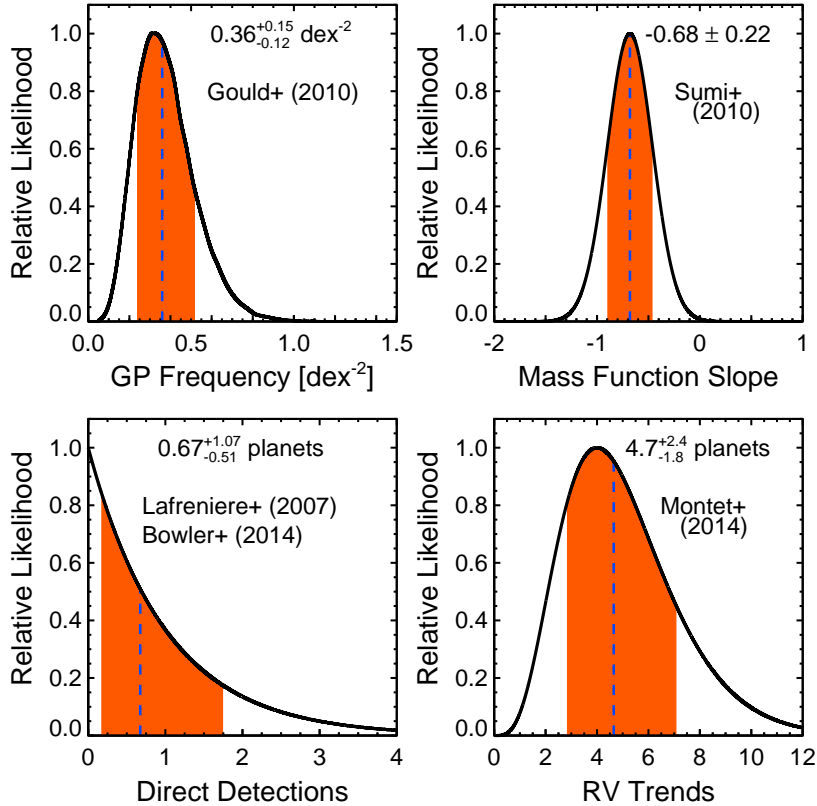 0.36 +0.15 -0.12 dex-2
Gould+ (2010)
Relative Likelihood
1.0
0.8
0.6
0.4
0.2
0.0
0.0 0.5 1.0 1.5
GP Frequency [dex-2]
-0.68 ± 0.22
Sumi+
(2010)
Relative Likelihood
1.0
0.8
0.6
0.4
0.2
0.0
-2 -1 0 1
Mass Function Slope
0.67 +1.07 -0.51 planets
Lafreniere+ (2007)
Bowler+ (2014)
Relative Likelihood
1.0
0.8
0.6
0.4
0.2
0.0
0 1 2 3 4
Direct Detections
4.7 +2.4 -1.8 planets
Montet+
(2014)
Relative Likelihood
1.0
0.8
0.6
0.4
0.2
0.0
0 2 4 6 8 10 12
RV Trends